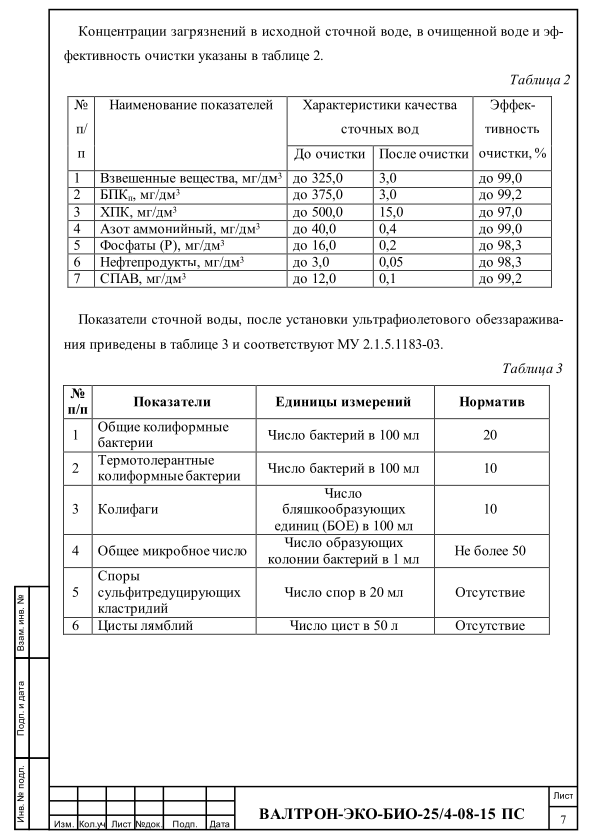 Концентрации загрязнений в исходной сточной воде, в очищенной воде и эф-
фективность очистки указаны в таблице 2.
Таблица 2
№ п/п Наименование показателей Характеристики качества сточных вод Эффек-тивность очистки, %
До очистки После очистки
1 Взвешенные вещества, мг/дм³ до 325,0 3,0 до 99,0
2 БПКп, мг/дм³ до 375,0 3,0 до 99,2
3 ХПК, мг/дм³ до 500,0 15,0 до 97,0
4 Азот аммонийный, мг/дм³ до 40,0 0,4 до 99,0
5 Фосфаты (Р), мг/дм³ до 16,0 0,2 до 98,3
6 Нефтепродукты, мг/дм³ до 3,0 0,05 до 98,3
7 СПАВ, мг/дм³ до 12,0 0,1 до 99,2
Показатели сточной воды, после установки ультрафиолетового обеззаражива-
ния приведены в таблице 3 и соответствуют МУ 2.1.5.1183-03.
Таблица 3
№ п/п Показатели Единицы измерений Норматив
1 Общие колиформные бактерии Число бактерий в 100 мл 20
2 Термотолерантные колиформные бактерии Число бактерий в 100 мл 10
3 Колифаги Число бляшкообразующих единиц (БОЕ) в 100 мл 10
4 Общее микробное число Число образующих колонии бактерий в 1 мл Не более 50
5 Споры сульфитредуцирующих кластридий Число спор в 20 мл Отсутствие
6 Цисты лямблий Число цист в 50 л Отсутствие
Взам. инв. №
Подп. и дата
Инв. № подл.
Изм. Кол.уч Лист №док. Подп. Дата
ВАЛТРОН-ЭКО-БИО-25/4-08-15 ПС
Лист
7